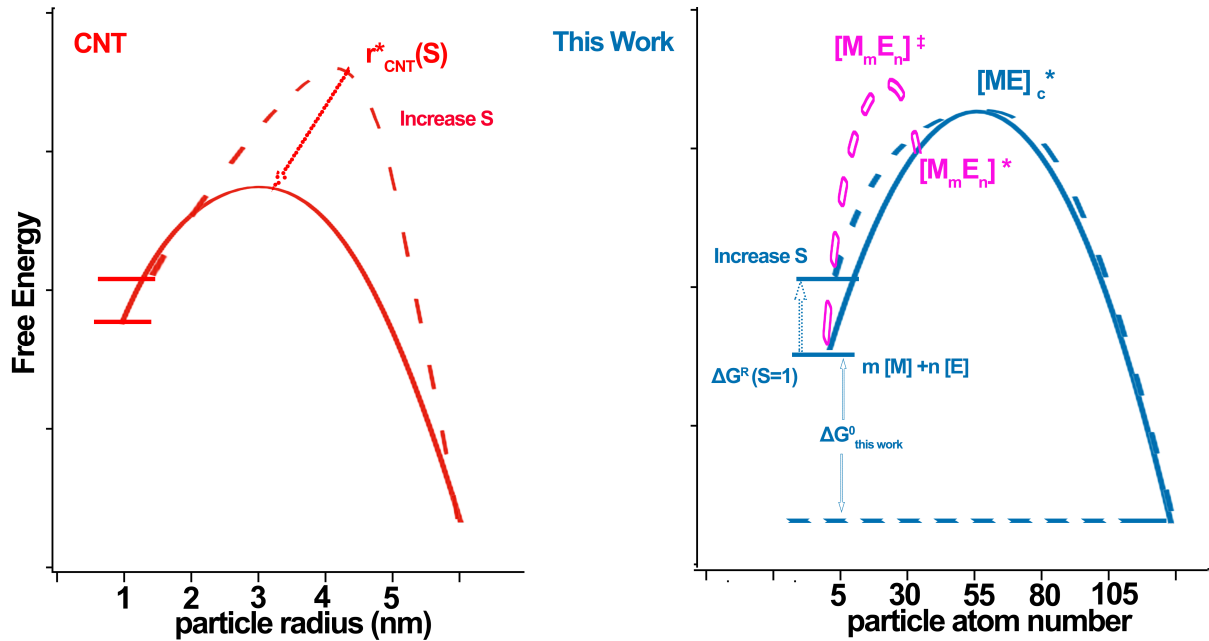 CNT
r*CNT(S)
Increase S
Free Energy
1 2 3 4 5
particle radius (nm)
This Work
[MmEn]‡
[ME]c*
[MmEn]*
Increase S
ΔGR (S=1)
m [M] +n [E]
ΔG0this work
5 30 55 80 105
particle atom number